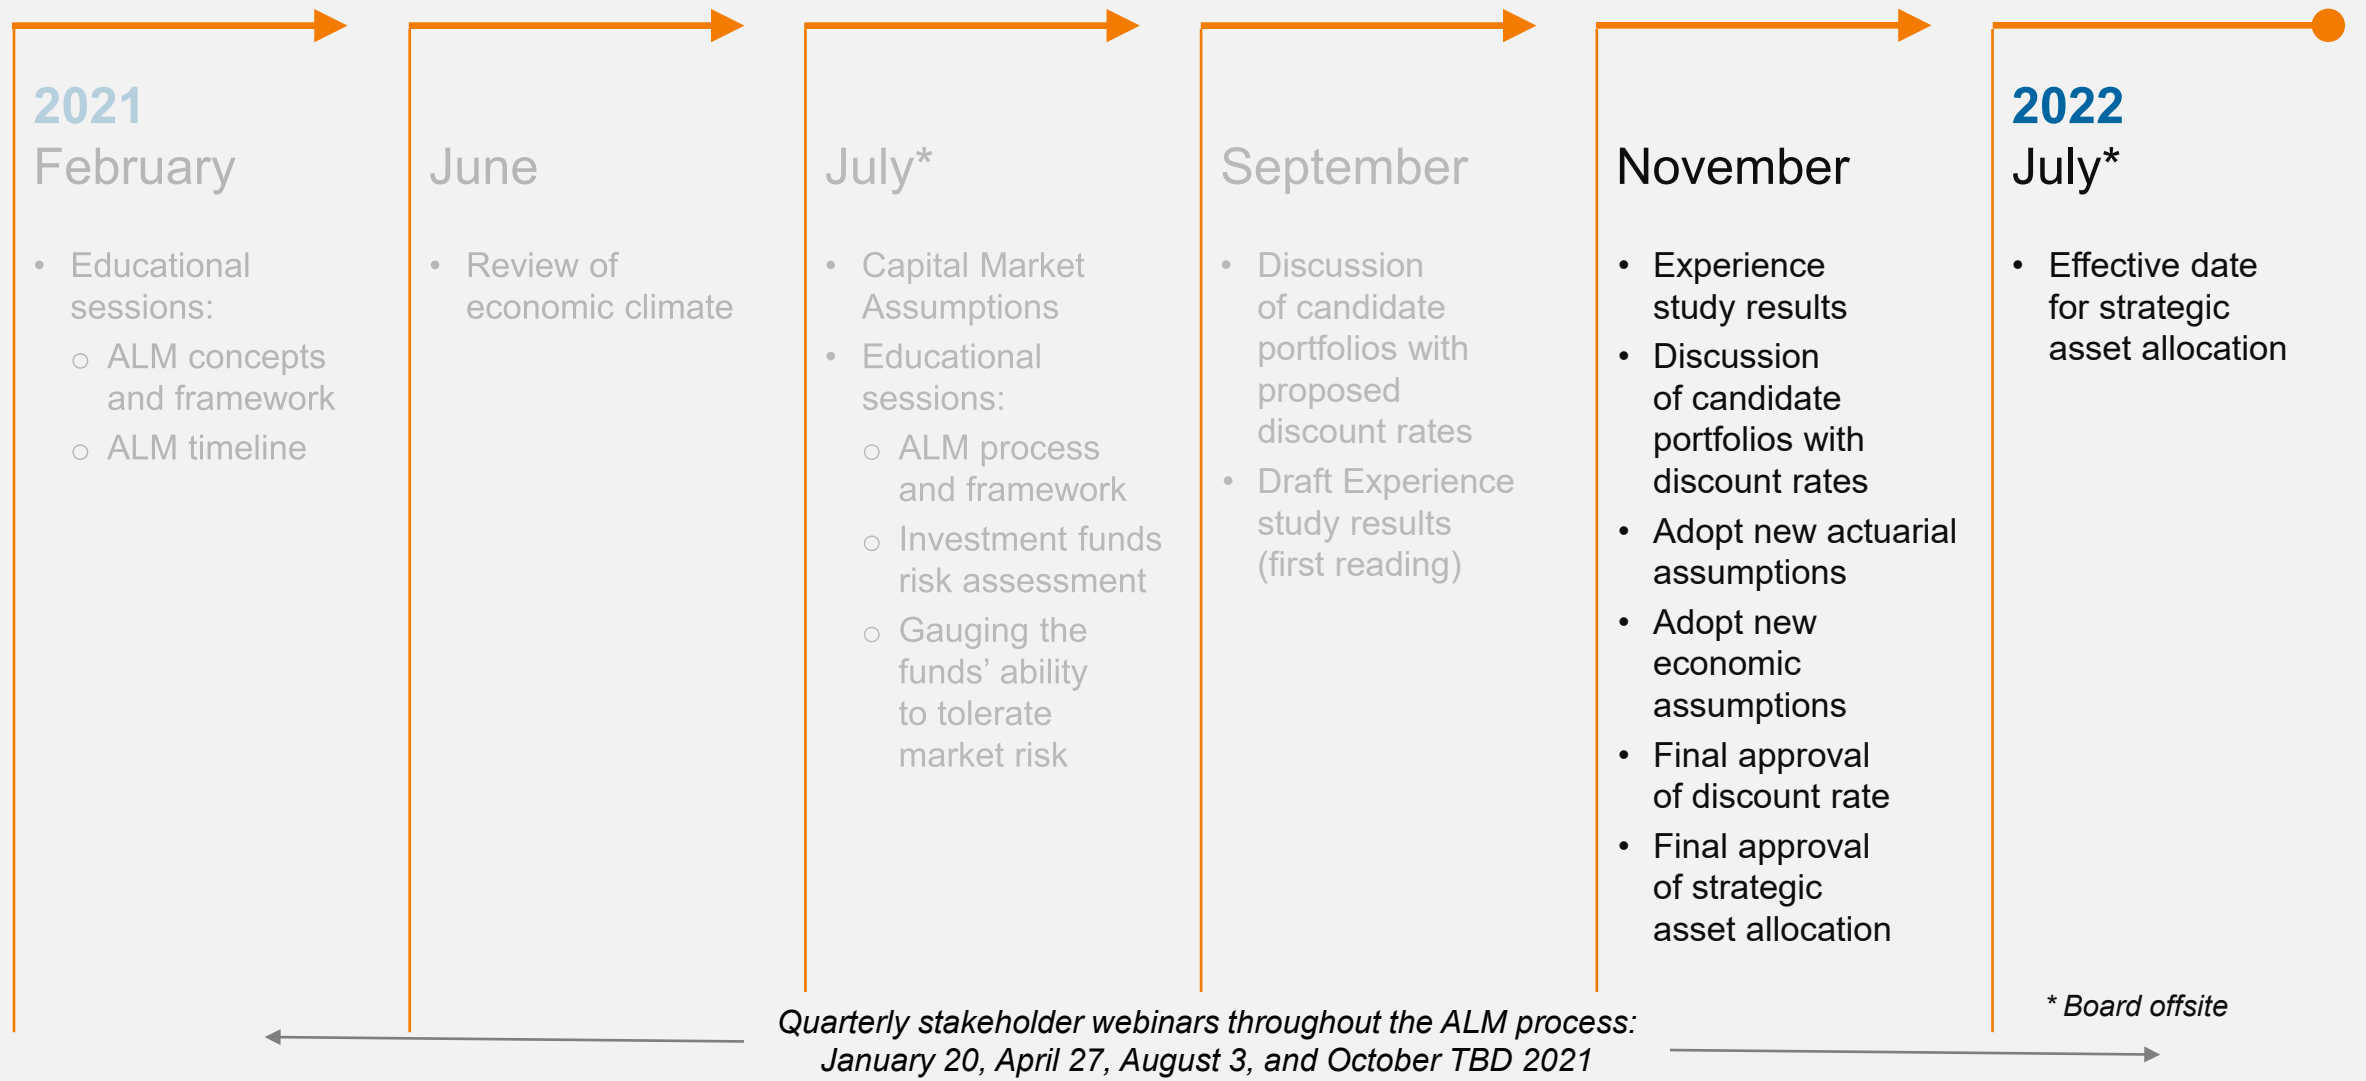 2021
February
• Educational
sessions:
o ALM concepts
and framework
o ALM timeline
June
• Review of
economic climate
July*
• Capital Market
Assumptions
• Educational
sessions:
o ALM process
and framework
o Investment funds
risk assessment
o Gauging the
funds’ ability
to tolerate
market risk
September
• Discussion
of candidate
portfolios with
proposed
discount rates
• Draft Experience
study results
(first reading)
November
• Experience
study results
• Discussion
of candidate
portfolios with
discount rates
• Adopt new actuarial
assumptions
• Adopt new
economic
assumptions
• Final approval
of discount rate
• Final approval
of strategic
asset allocation
2022
July*
• Effective date
for strategic
asset allocation
* Board offsite
Quarterly stakeholder webinars throughout the ALM process:
January 20, April 27, August 3, and October TBD 2021